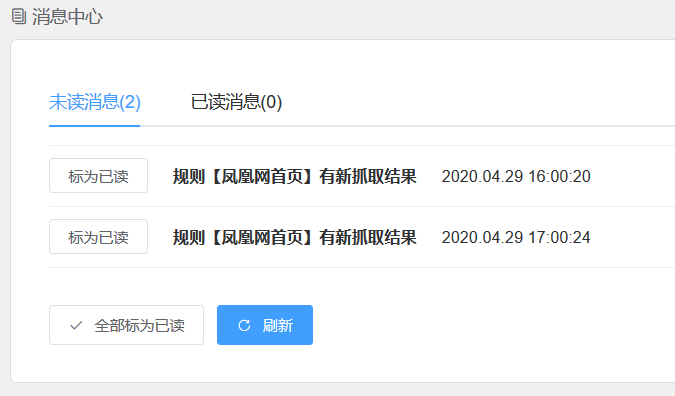 消息中心
未读消息(2) 已读消息(0)
标为已读 规则【凤凰网首页】有新抓取结果 2020.04.29 16:00:20
标为已读 规则【凤凰网首页】有新抓取结果 2020.04.29 17:00:24
全部标为已读 刷新